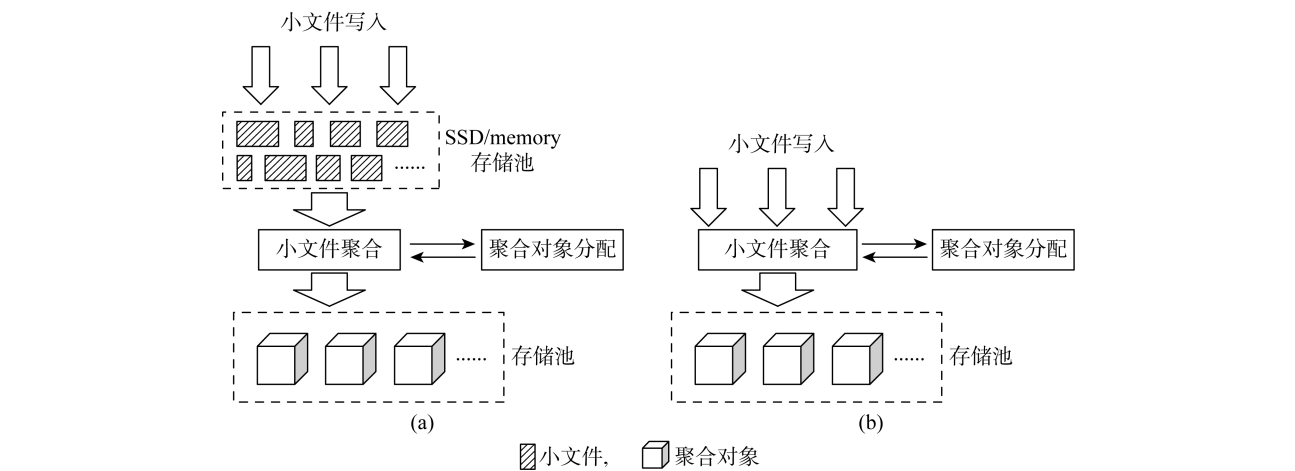 小文件写入
SSD/memory
存储池
小文件聚合
聚合对象分配
......
......
存储池
(a)
小文件写入
小文件聚合
聚合对象分配
......
存储池
(b)
小文件,
聚合对象